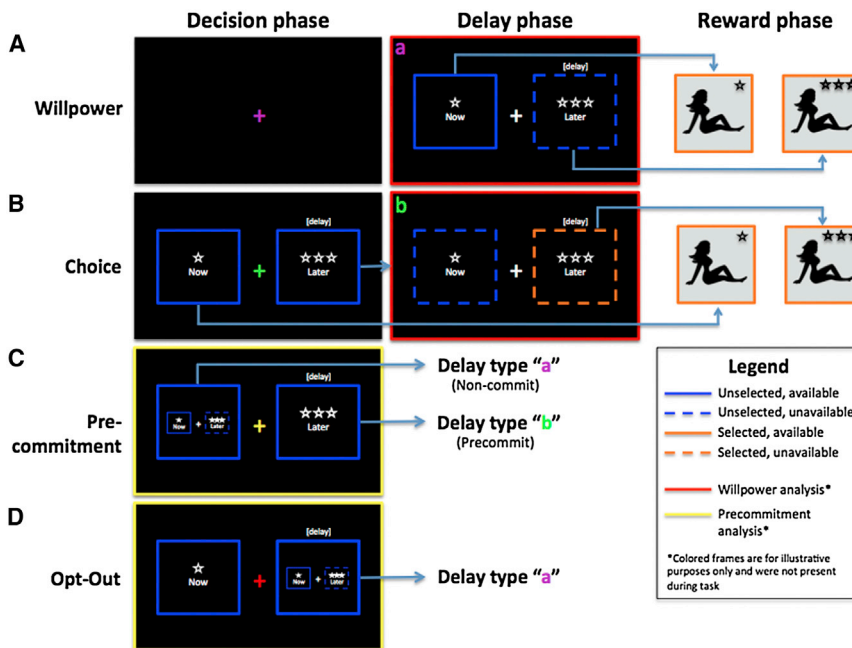 Decision phase
Delay phase
Reward phase
A
Willpower
+
a
[delay]
☆
Now
+
☆☆☆
Later
☆
☆☆☆
B
Choice
[delay]
☆
Now
+
☆☆☆
Later
b
[delay]
☆
Now
+
☆☆☆
Later
☆
☆☆☆
C
Pre-
commitment
[delay]
☆
Now
+
☆☆☆
Later
+
☆☆☆
Later
Delay type “a”
(Non-commit)
Delay type “b”
(Precommit)
D
Opt-Out
[delay]
☆
Now
+
☆
Now
+
☆☆☆
Later
Delay type “a”
Legend
Unselected, available
Unselected, unavailable
Selected, available
Selected, unavailable
Willpower analysis*
Precommitment
analysis*
*Colored frames are for illustrative
purposes only and were not present
during task